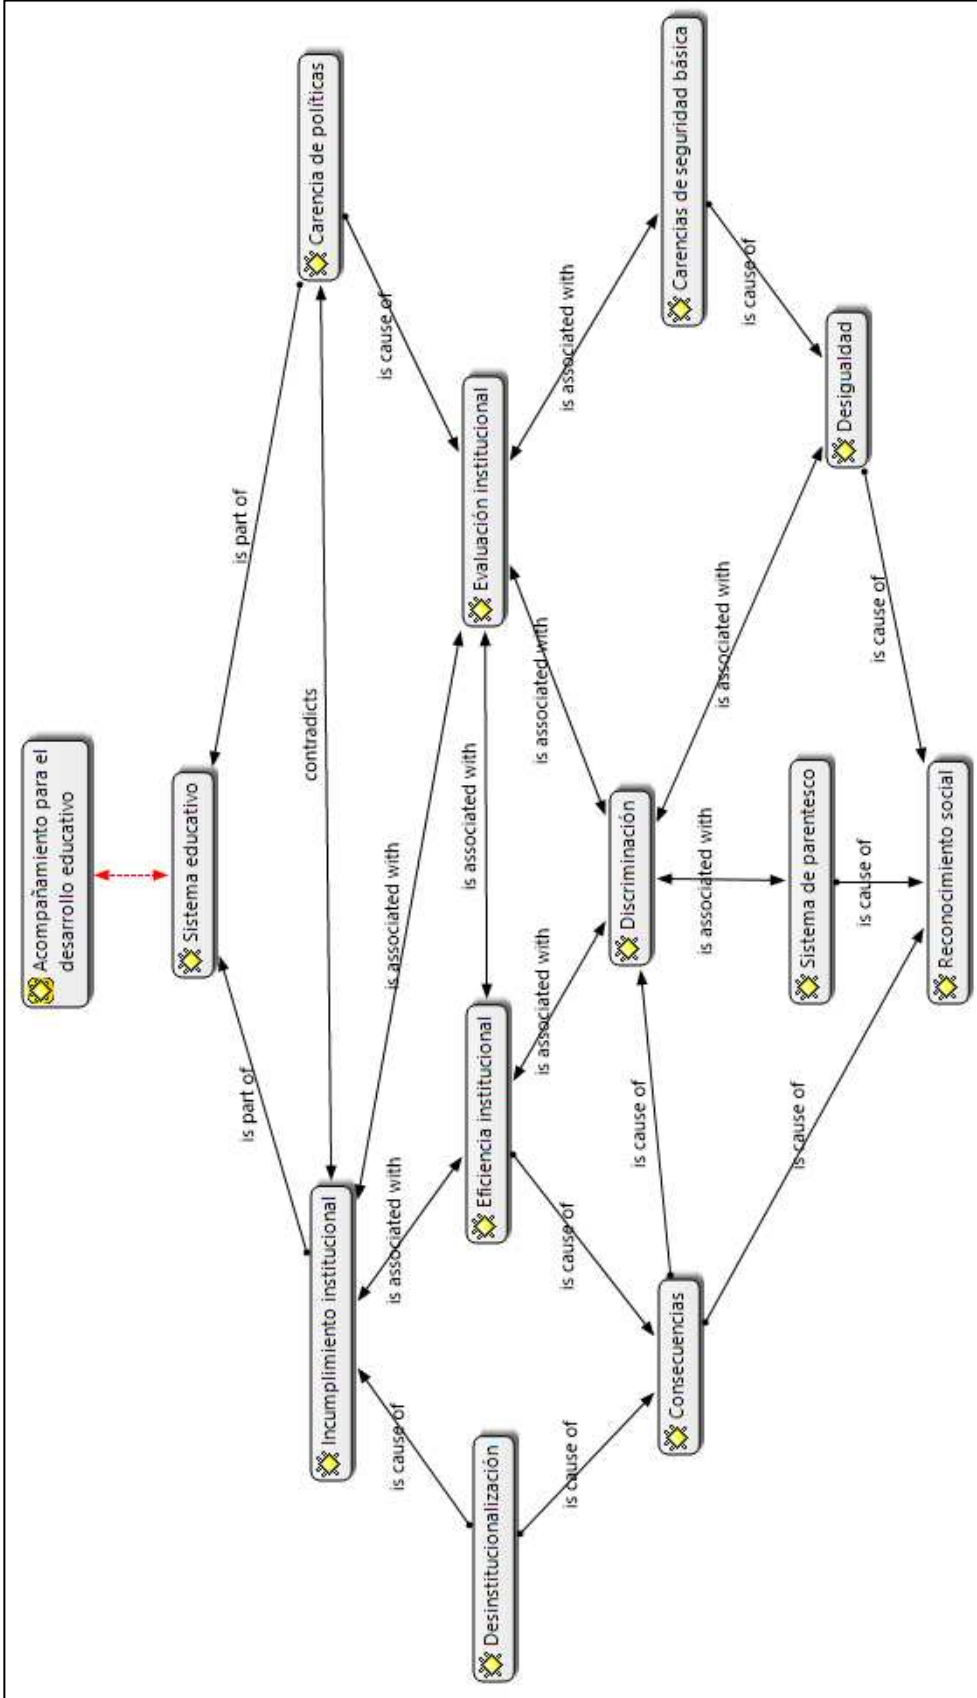 Acompañamiento para el
desarrollo educativo
Sistema educativo
is part of
is part of
Incumplimiento institucional
contradicts
Carencia de políticas
is cause of
is associated with
is associated with
is cause of
Desinstitucionalización
Eficiencia institucional
is associated with
Evaluación institucional
is cause of
is cause of
is associated with
is associated with
is associated with
Consecuencias
is cause of
Discriminación
Carencias de seguridad básica
is associated with
is associated with
is cause of
Sistema de parentesco
Desigualdad
is cause of
is cause of
is cause of
Reconocimiento social